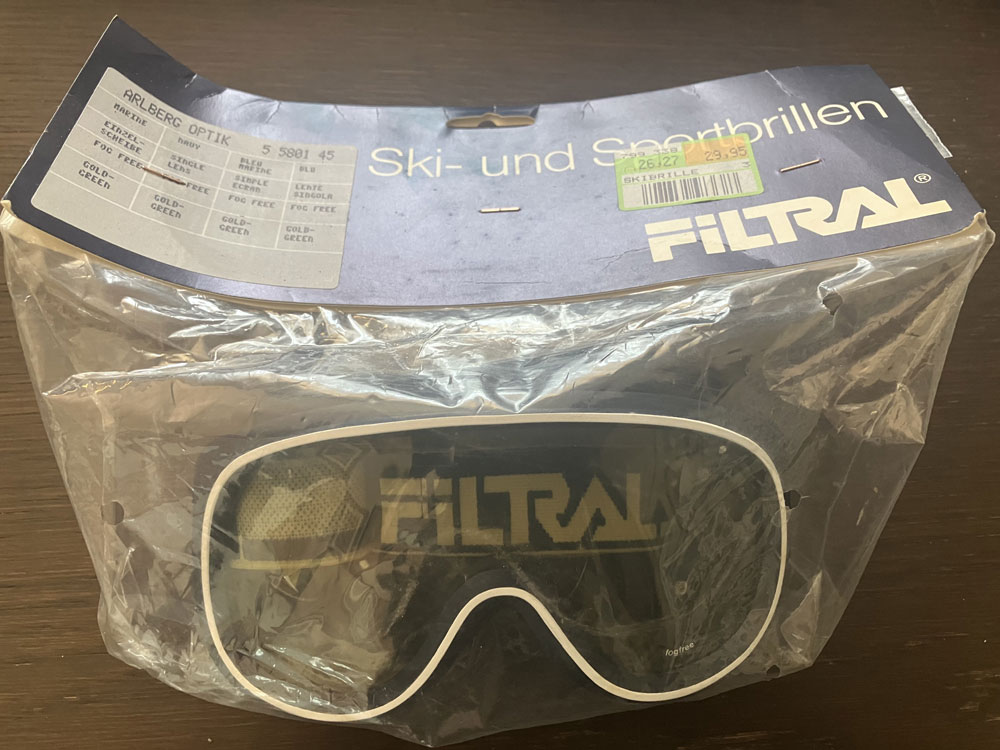 ARLBERG OPTIK 5 5801 45
MARINE NAVY BLEU MARINE BLU
EINZEL-SCHEIBE SINGLE LENS SIMPLE ECRAN LENTE SINGOLA
FOG FREE FOG FREE FOG FREE FOG FREE
GOLD-GREEN GOLD-GREEN GOLD-GREEN GOLD-GREEN
Ski- und Sportbrillen
26/27 29,95
SKIBRILLE
FiLTRAL®
FiLTRAL
fogfree